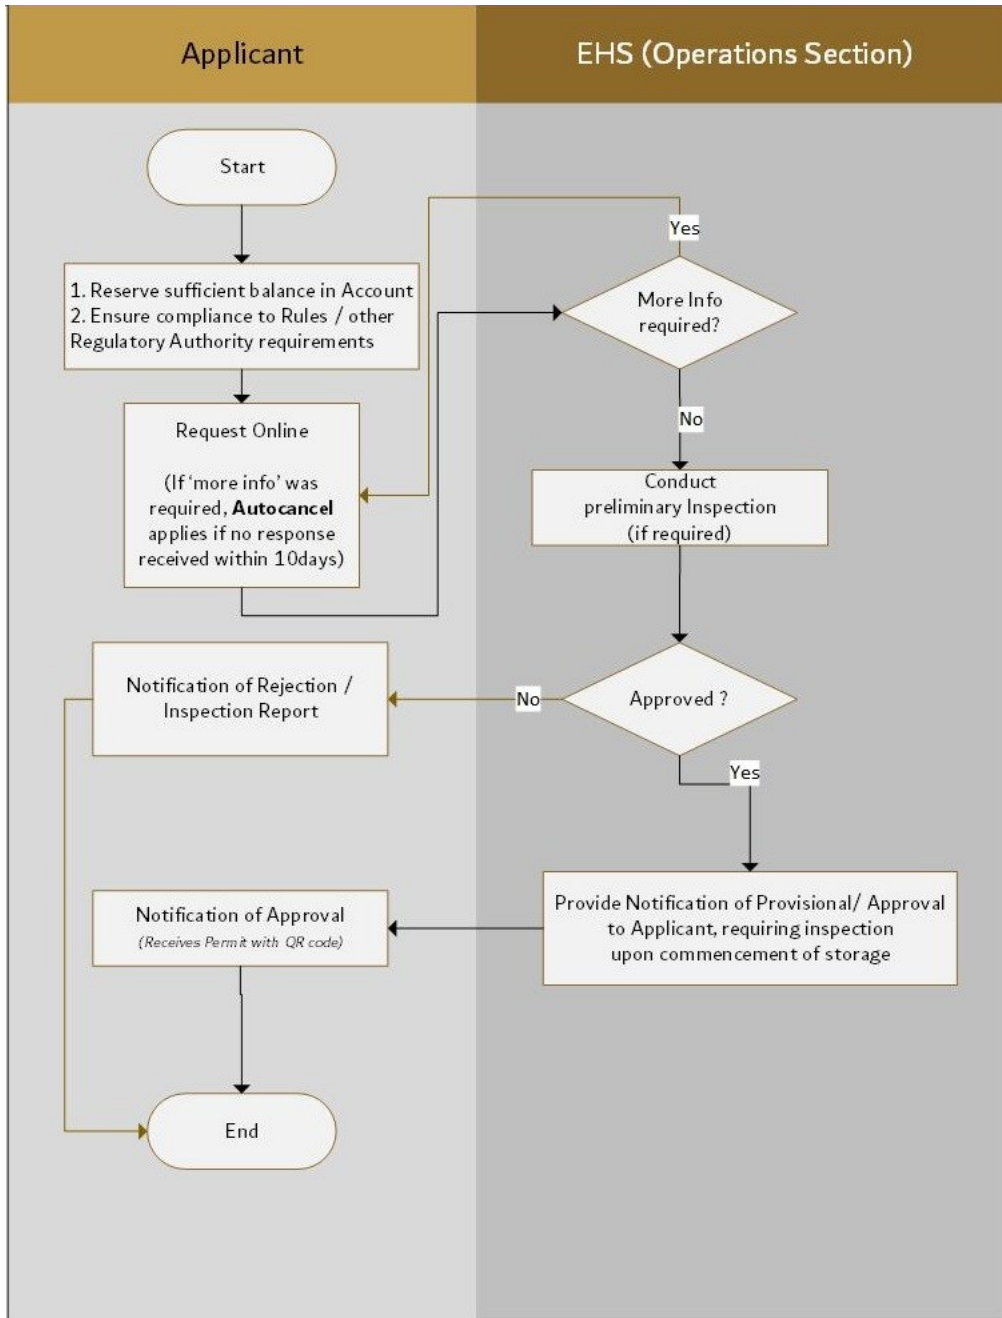 Applicant
EHS (Operations Section)
Start
Yes
1. Reserve sufficient balance in Account
2. Ensure compliance to Rules / other
Regulatory Authority requirements
More Info
required?
Request Online
(If ‘more info’ was
required, Autocancel
applies if no response
received within 10days)
No
Conduct
preliminary Inspection
(if required)
Notification of Rejection /
Inspection Report
No
Approved ?
Yes
Notification of Approval
(Receives Permit with QR code)
Provide Notification of Provisional/ Approval
to Applicant, requiring inspection
upon commencement of storage
End